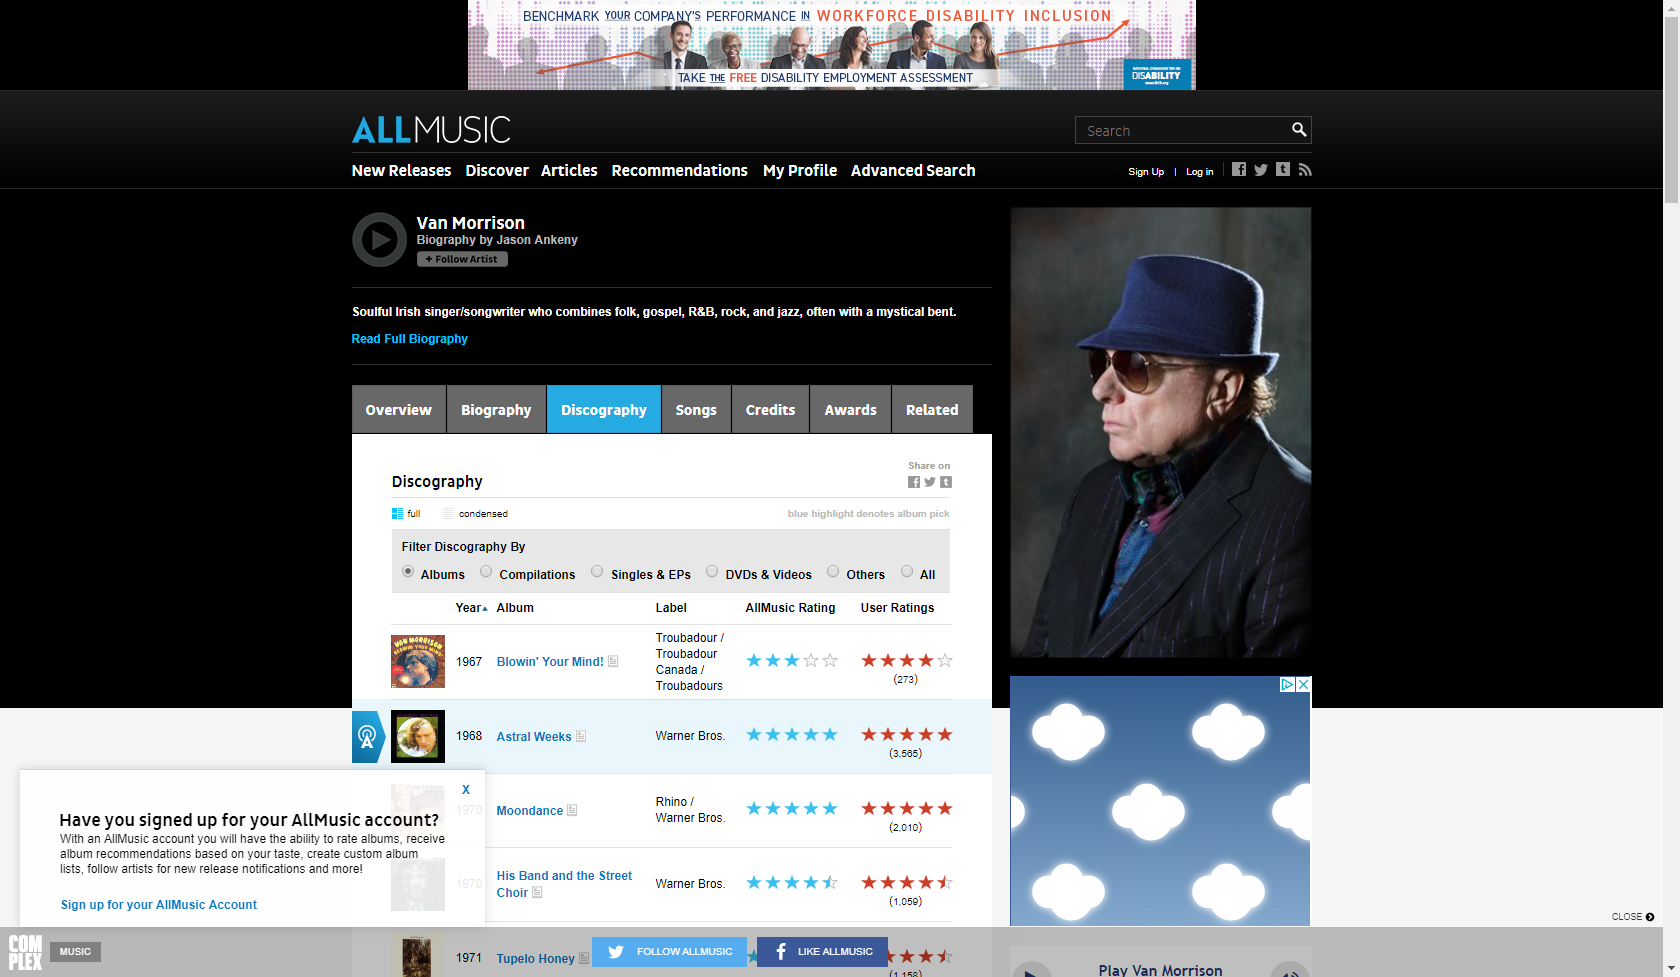 BENCHMARK YOUR COMPANY'S PERFORMANCE IN WORKFORCE DISABILITY INCLUSION
TAKE THE FREE DISABILITY EMPLOYMENT ASSESSMENT
DISABILITY
ALLMUSIC
Search
New Releases Discover Articles Recommendations My Profile Advanced Search
Sign Up | Log in
Van Morrison
Biography by Jason Ankeny
+ Follow Artist
Soulful Irish singer/songwriter who combines folk, gospel, R&B, rock, and jazz, often with a mystical bent.
Read Full Biography
Overview Biography Discography Songs Credits Awards Related
Share on
Discography
full condensed blue highlight denotes album pick
Filter Discography By
Albums Compilations Singles & EPs DVDs & Videos Others All
Year Album Label AllMusic Rating User Ratings
1967 Blowin' Your Mind! Troubadour / Troubadour Canada / Troubadours (273)
1968 Astral Weeks Warner Bros. (3,565)
1970 Moondance Rhino / Warner Bros. (2,010)
1970 His Band and the Street Choir Warner Bros. (1,059)
1971 Tupelo Honey (1,158)
X
Have you signed up for your AllMusic account?
With an AllMusic account you will have the ability to rate albums, receive
album recommendations based on your taste, create custom album
lists, follow artists for new release notifications and more!
Sign up for your AllMusic Account
CLOSE
COMPLEX
MUSIC
FOLLOW ALLMUSIC
LIKE ALLMUSIC
Play Van Morrison